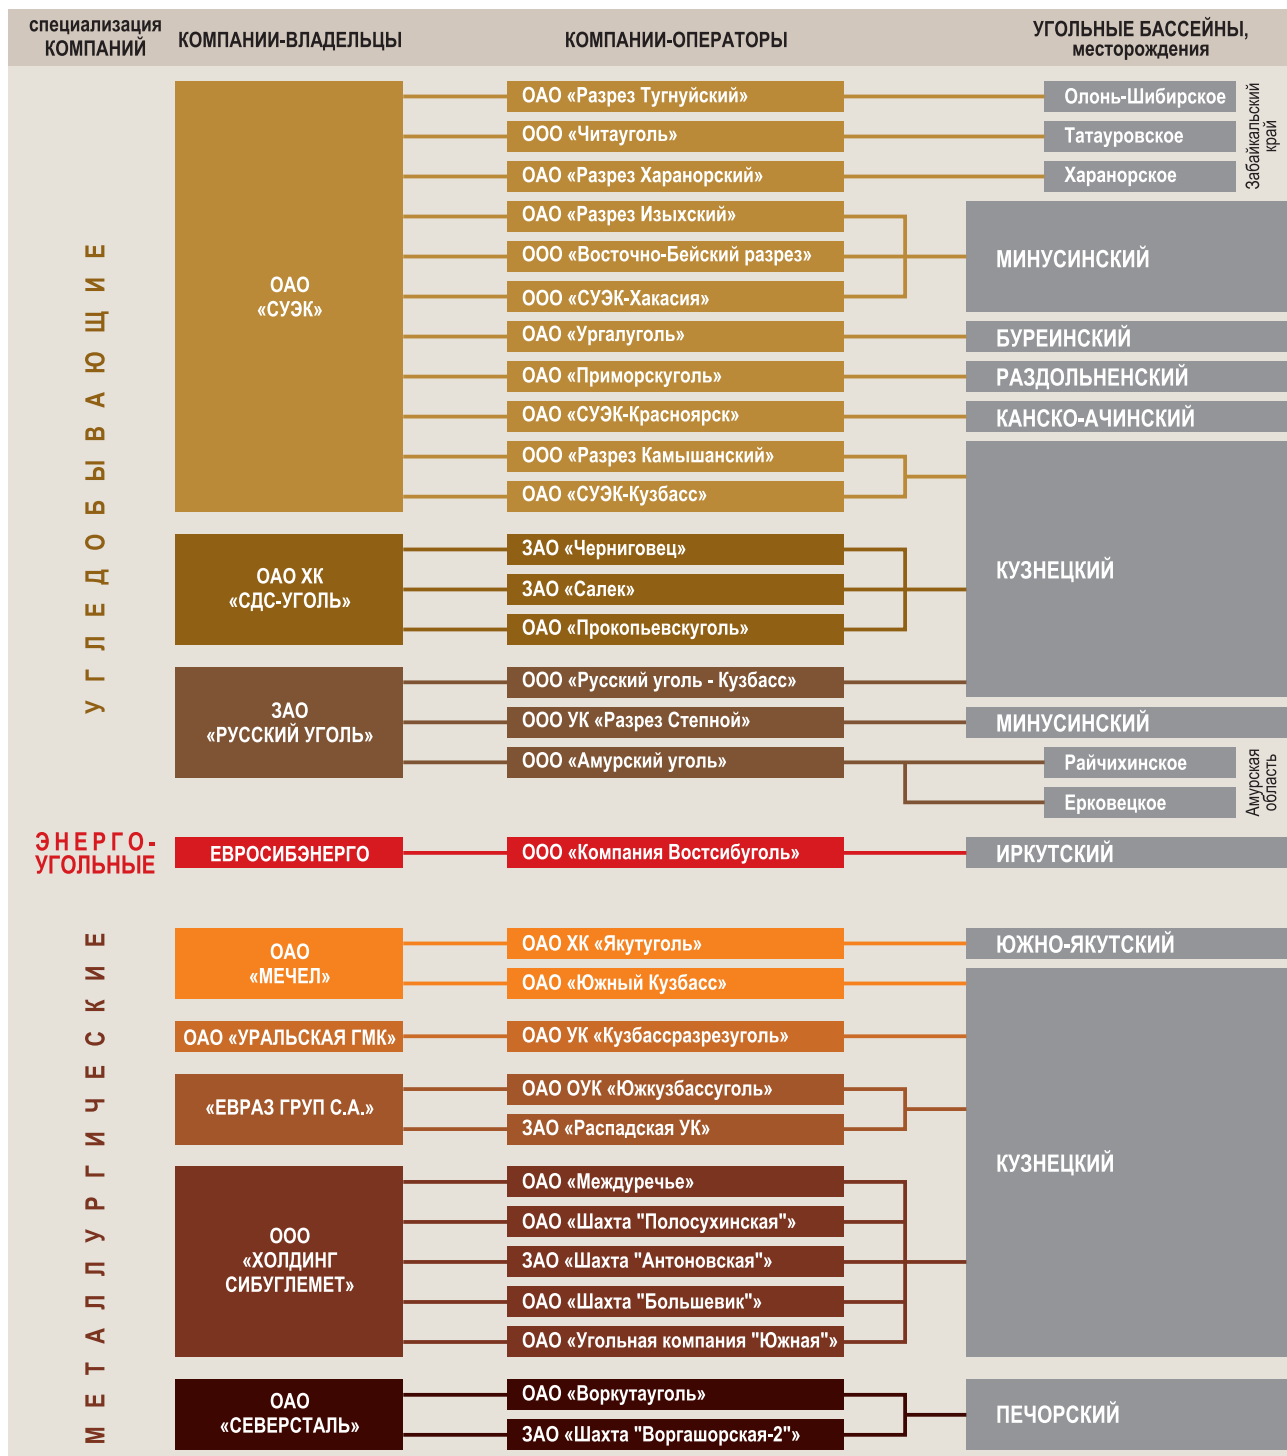 специализация
КОМПАНИЙ
КОМПАНИИ-ВЛАДЕЛЬЦЫ
КОМПАНИИ-ОПЕРАТОРЫ
УГОЛЬНЫЕ БАССЕЙНЫ,
месторождения
УГЛЕДОБЫВАЮЩИЕ
ОАО
«СУЭК»
ОАО «Разрез Тугнуйский»
Олонь-Шибирское
ООО «Читауголь»
Татауровское
ОАО «Разрез Харанорский»
Харанорское
Забайкальский
край
ОАО «Разрез Изыхский»
ООО «Восточно-Бейский разрез»
ООО «СУЭК-Хакасия»
МИНУСИНСКИЙ
ОАО «Ургалуголь»
БУРЕИНСКИЙ
ОАО «Приморскуголь»
РАЗДОЛЬНЕНСКИЙ
ОАО «СУЭК-Красноярск»
КАНСКО-АЧИНСКИЙ
ООО «Разрез Камышанский»
ОАО «СУЭК-Кузбасс»
КУЗНЕЦКИЙ
ОАО ХК
«СДС-УГОЛЬ»
ЗАО «Черниговец»
ЗАО «Салек»
ОАО «Прокопьевскуголь»
ЗАО
«РУССКИЙ УГОЛЬ»
ООО «Русский уголь - Кузбасс»
ООО УК «Разрез Степной»
МИНУСИНСКИЙ
ООО «Амурский уголь»
Райчихинское
Ерковецкое
Амурская
область
ЭНЕРГО-
УГОЛЬНЫЕ
ЕВРОСИБЭНЕРГО
ООО «Компания Востсибуголь»
ИРКУТСКИЙ
МЕТАЛЛУРГИЧЕСКИЕ
ОАО
«МЕЧЕЛ»
ОАО ХК «Якутуголь»
ЮЖНО-ЯКУТСКИЙ
ОАО «Южный Кузбасс»
ОАО «УРАЛЬСКАЯ ГМК»
ОАО УК «Кузбассразрезуголь»
«ЕВРАЗ ГРУП С.А.»
ОАО ОУК «Южкузбассуголь»
ЗАО «Распадская УК»
КУЗНЕЦКИЙ
ООО
«ХОЛДИНГ
СИБУГЛЕМЕТ»
ОАО «Междуречье»
ОАО «Шахта "Полосухинская"»
ЗАО «Шахта "Антоновская"»
ОАО «Шахта "Большевик"»
ОАО «Угольная компания "Южная"»
ОАО
«СЕВЕРСТАЛЬ»
ОАО «Воркутауголь»
ЗАО «Шахта "Воргашорская-2"»
ПЕЧОРСКИЙ